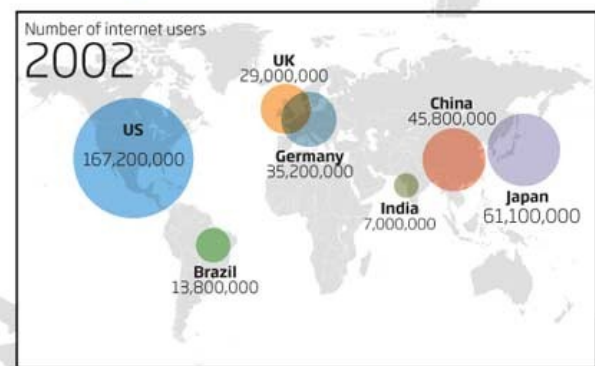 Number of internet users
2002
UK
29,000,000
US
167,200,000
China
45,800,000
Germany
35,200,000
India
7,000,000
Japan
61,100,000
Brazil
13,800,000